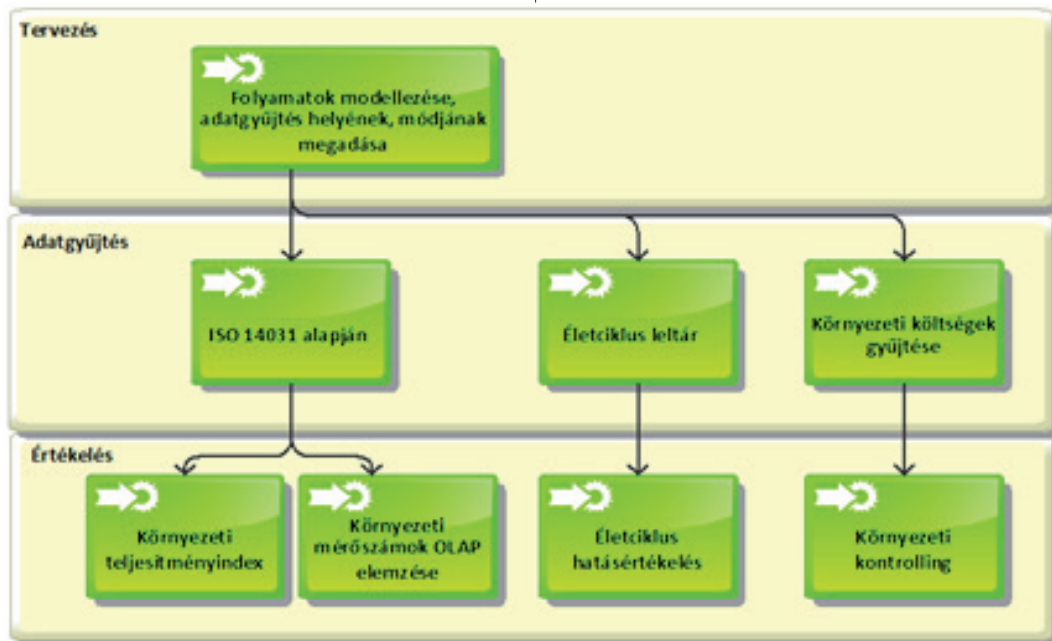 Tervezés
Folyamatok modellezése,
adatgyűjtés helyének, módjának
megadása
Adatgyűjtés
ISO 14031 alapján
Életciklus leltár
Környezeti költségek
gyűjtése
Értékelés
Környezeti
teljesítményindex
Környezeti
mérőszámok OLAP
elemzése
Életciklus
hatásértékelés
Környezeti
kontrolling